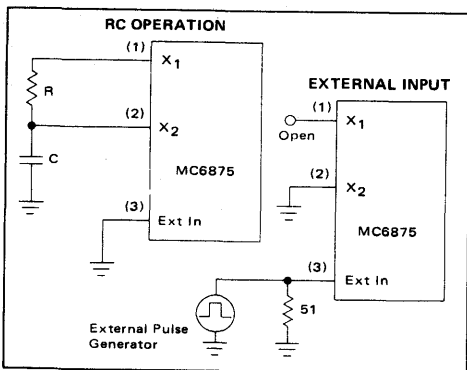 RC OPERATION
(1)
X1
R
(2)
X2
C
MC6875
(3)
Ext In
EXTERNAL INPUT
(1)
X1
Open
(2)
X2
MC6875
(3)
Ext In
51
External Pulse
Generator